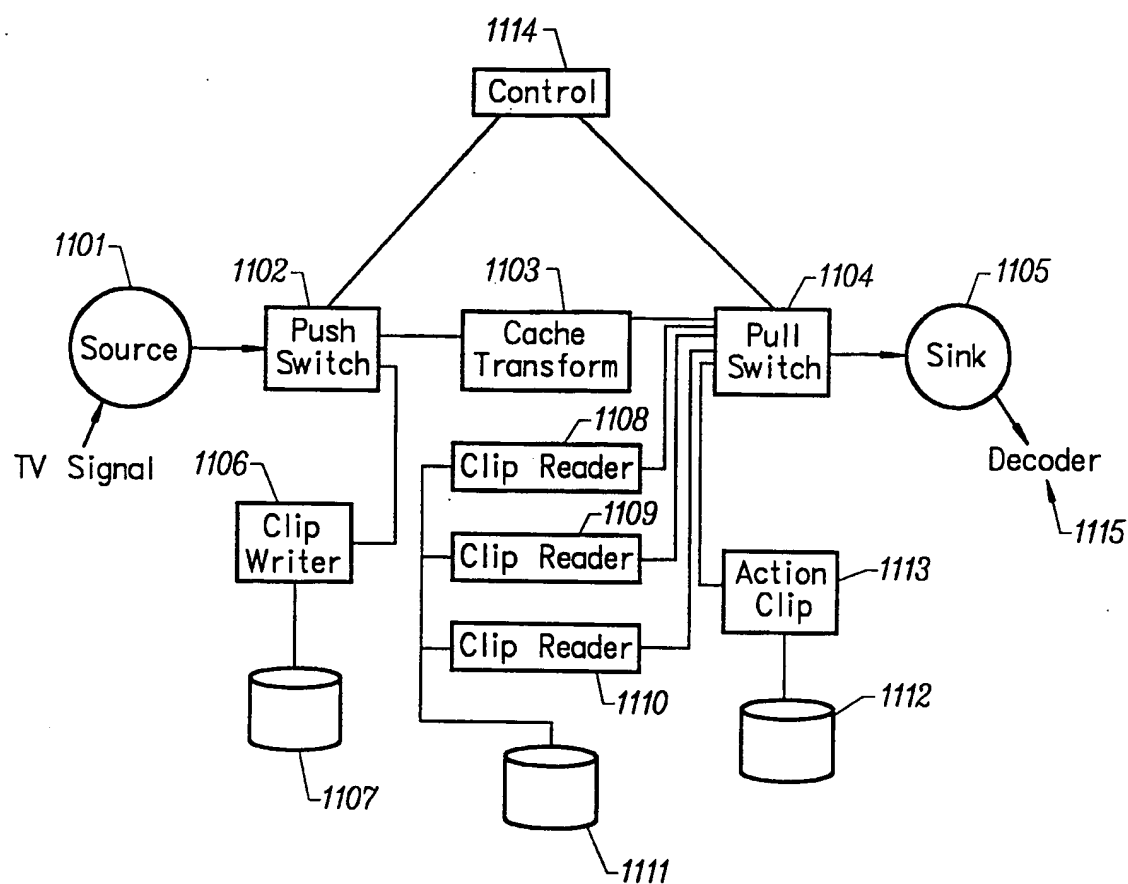 1114
Control
1101
Source
TV Signal
1102
Push
Switch
1103
Cache
Transform
1104
Pull
Switch
1105
Sink
Decoder
1115
1106
Clip
Writer
1107
1108
Clip Reader
1109
Clip Reader
Clip Reader
1110
1111
Action
Clip
1113
1112